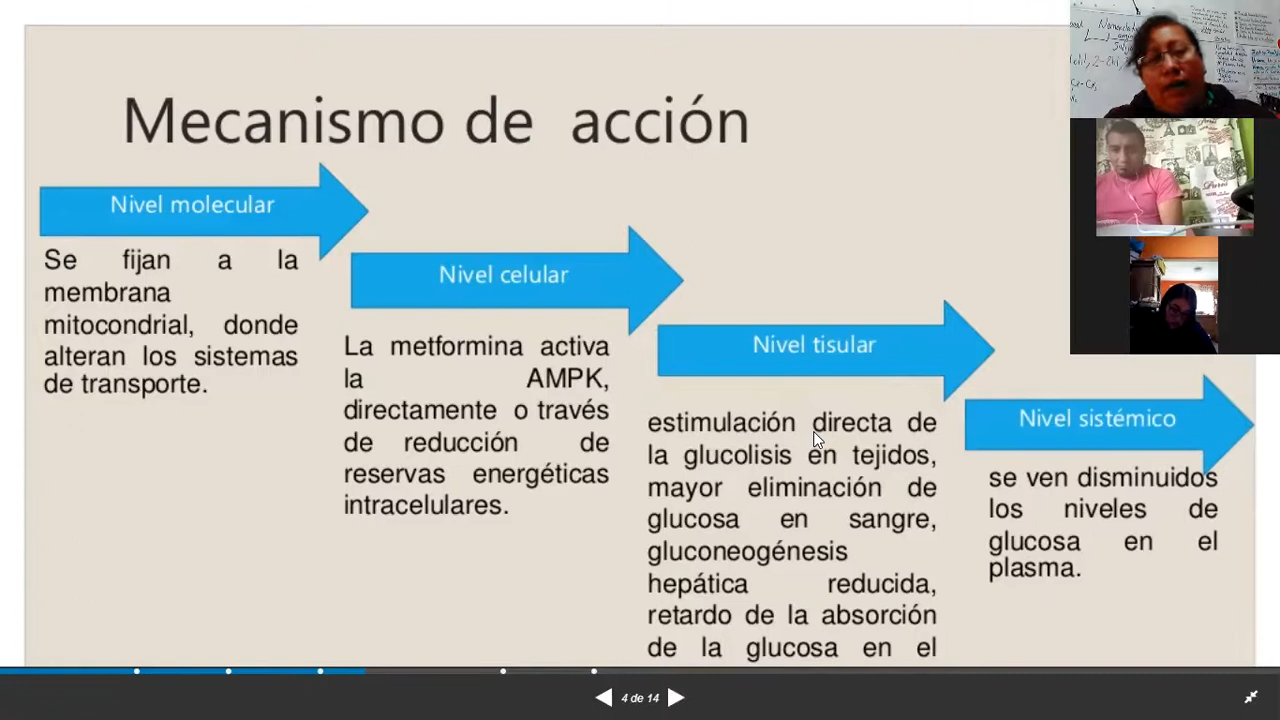 Mecanismo de acción
Nivel molecular
Se fijan a la
membrana
mitocondrial, donde
alteran los sistemas
de transporte.
Nivel celular
La metformina activa
la AMPK,
directamente o través
de reducción de
reservas energéticas
intracelulares.
Nivel tisular
estimulación directa de
la glucolisis en tejidos,
mayor eliminación de
glucosa en sangre,
gluconeogénesis
hepática reducida,
retardo de la absorción
de la glucosa en el
Nivel sistémico
se ven disminuidos
los niveles de
glucosa en el
plasma.
4 de 14